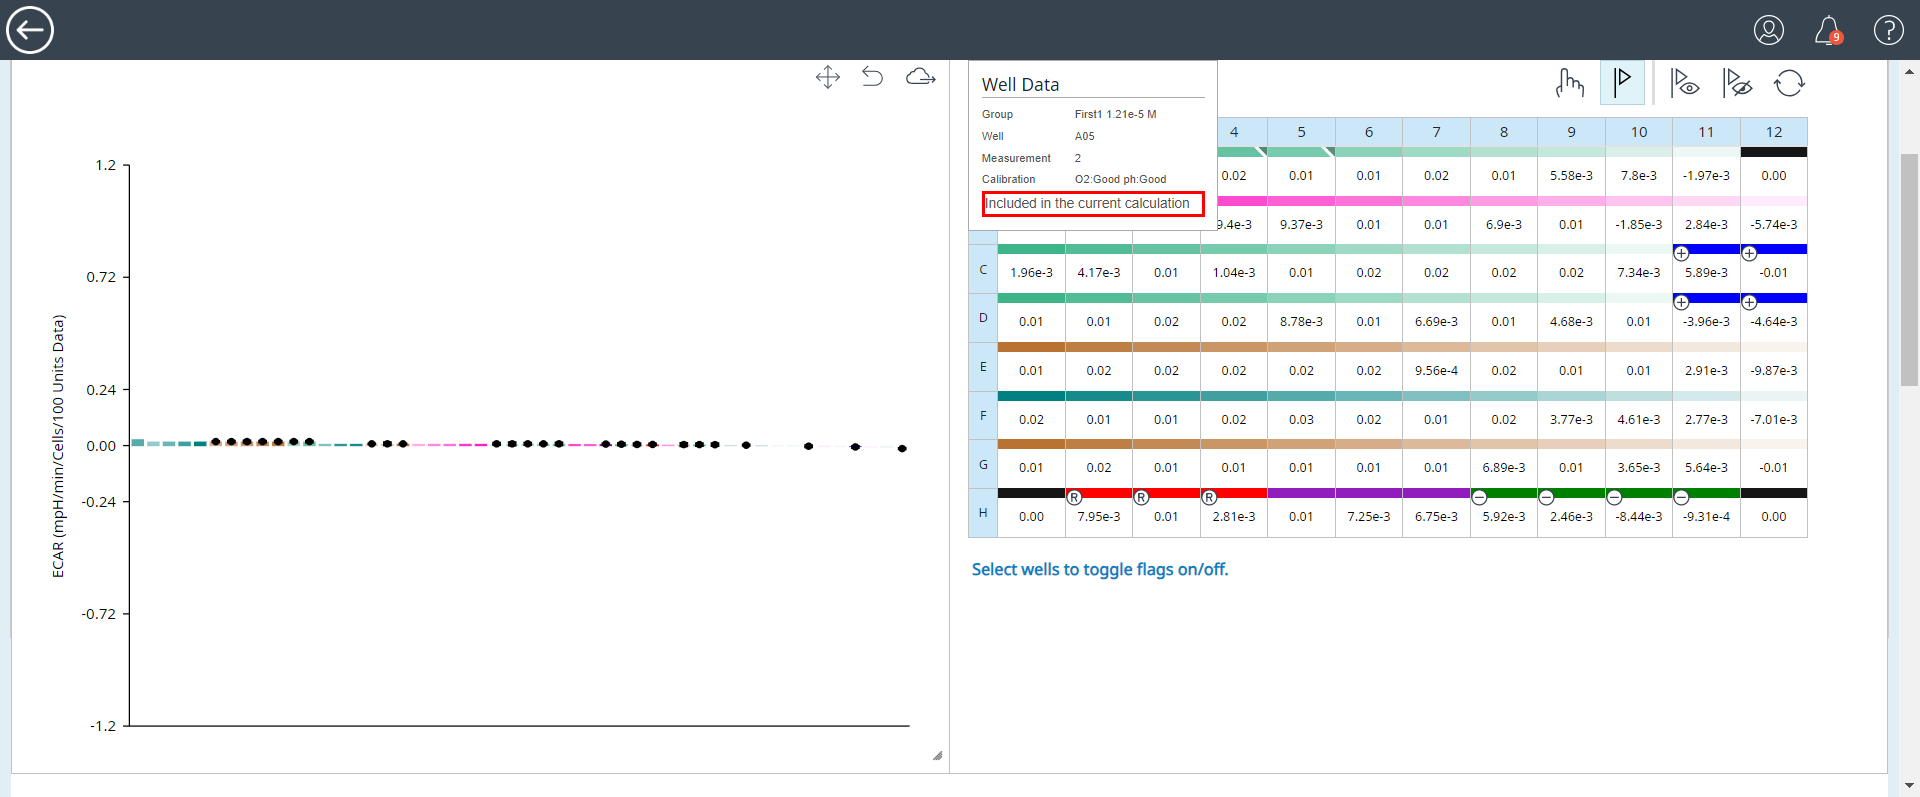 9
?
Well Data
Group First1 1.21e-5 M
Well A05
Measurement 2
Calibration O2:Good ph:Good
Included in the current calculation
ECAR (mpH/min/Cells/100 Units Data)
1.2
0.72
0.24
0.00
-0.24
-0.72
-1.2
4 5 6 7 8 9 10 11 12
0.02 0.01 0.01 0.02 0.01 5.58e-3 7.8e-3 -1.97e-3 0.00
9.4e-3 9.37e-3 0.01 0.01 6.9e-3 0.01 -1.85e-3 2.84e-3 -5.74e-3
+ +
C 1.96e-3 4.17e-3 0.01 1.04e-3 0.01 0.02 0.02 0.02 0.02 7.34e-3 5.89e-3 -0.01
+ +
D 0.01 0.01 0.02 0.02 8.78e-3 0.01 6.69e-3 0.01 4.68e-3 0.01 -3.96e-3 -4.64e-3
E 0.01 0.02 0.02 0.02 0.02 0.02 9.56e-4 0.02 0.01 0.01 2.91e-3 -9.87e-3
F 0.02 0.01 0.01 0.02 0.03 0.02 0.01 0.02 3.77e-3 4.61e-3 2.77e-3 -7.01e-3
G 0.01 0.02 0.01 0.01 0.01 0.01 0.01 6.89e-3 0.01 3.65e-3 5.64e-3 -0.01
R R R − − − −
H 0.00 7.95e-3 0.01 2.81e-3 0.01 7.25e-3 6.75e-3 5.92e-3 2.46e-3 -8.44e-3 -9.31e-4 0.00
Select wells to toggle flags on/off.